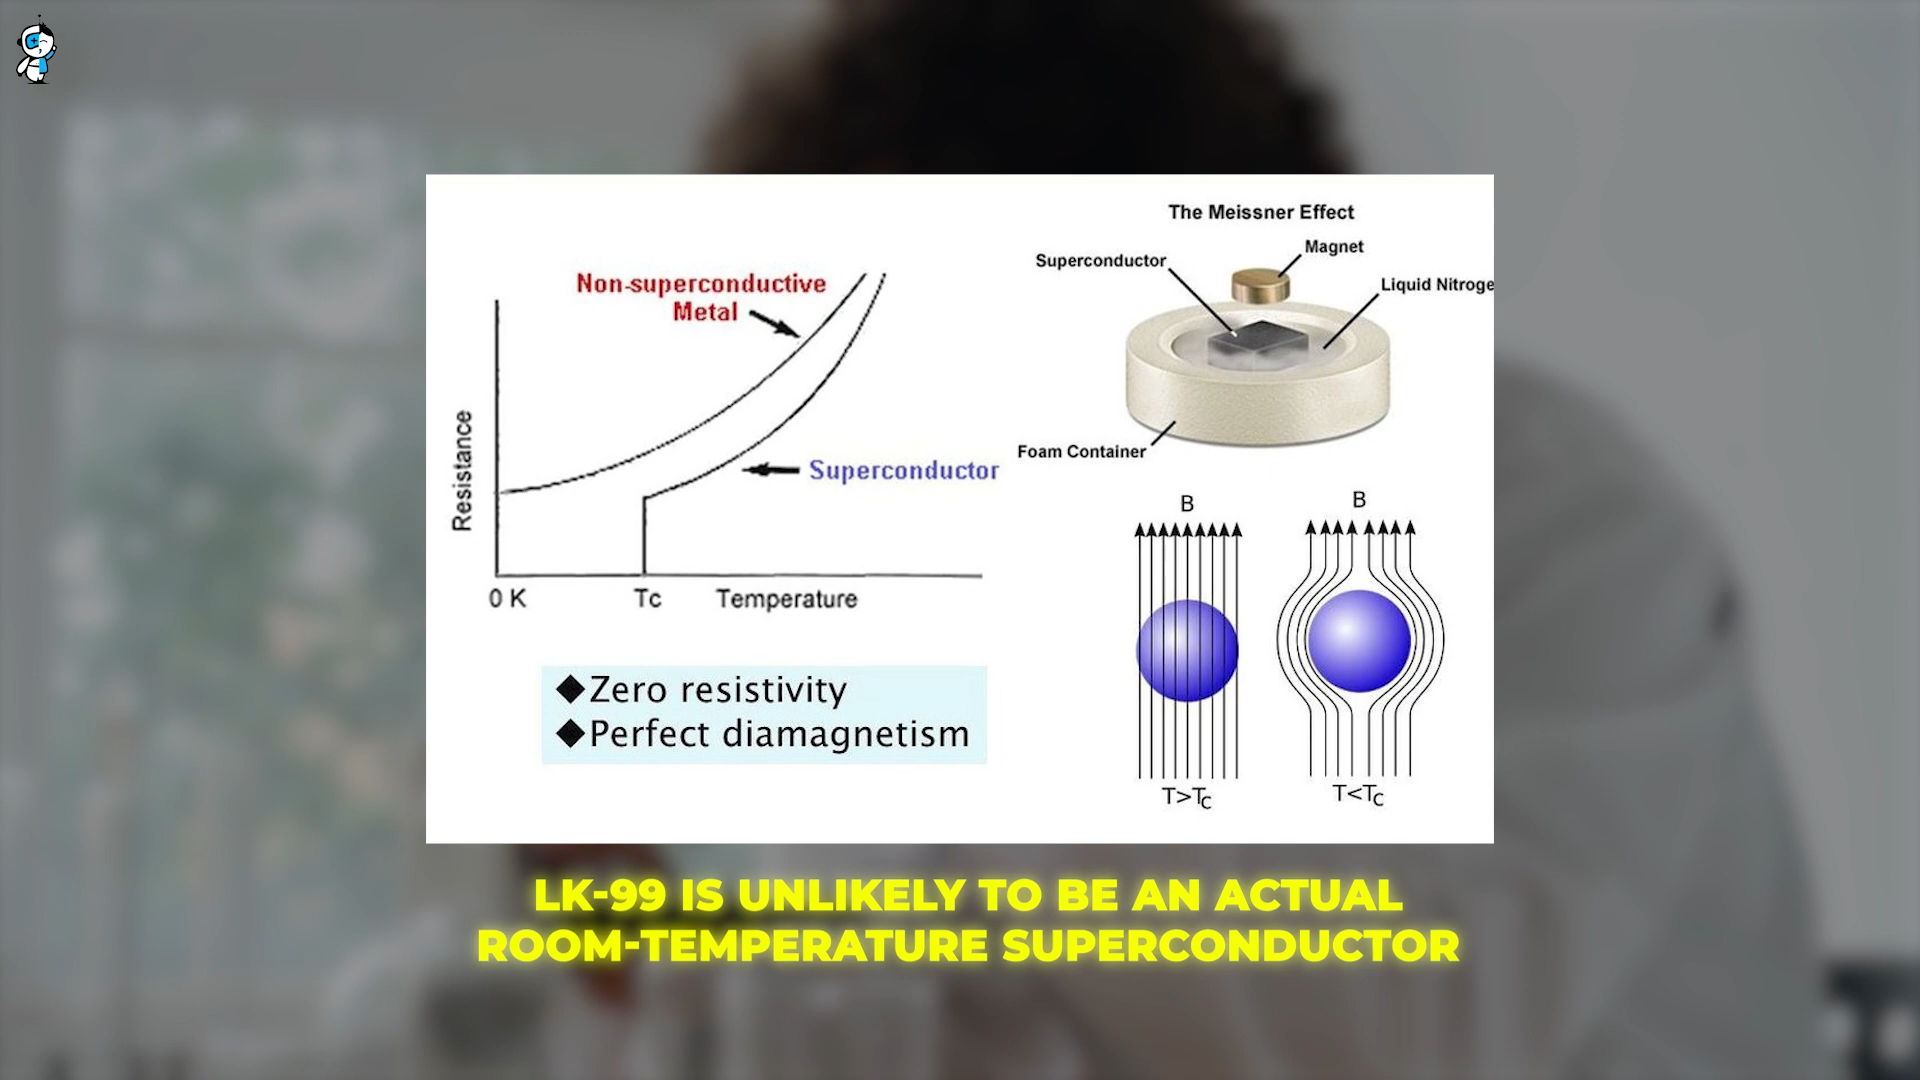 The Meissner Effect
Magnet
Superconductor
Liquid Nitroge
Foam Container
Non-superconductive
Metal
Superconductor
Resistance
0 K
Tc
Temperature
Zero resistivity
Perfect diamagnetism
B
B
T>Tc
T<Tc
LK-99 IS UNLIKELY TO BE AN ACTUAL
ROOM-TEMPERATURE SUPERCONDUCTOR